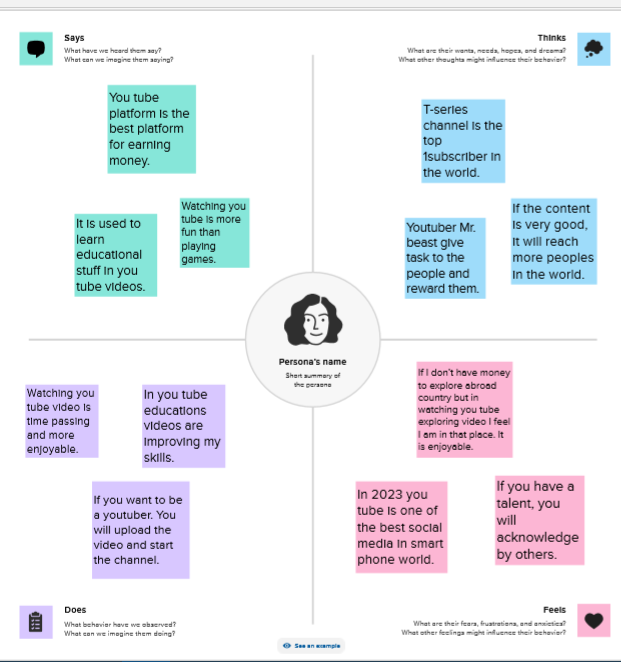 Says
What have we heard them say?
What can we imagine them saying?
Thinks
What are their wants, needs, hopes, and dreams?
What other thoughts might influence their behavior?
You tube
platform is the
best platform
for earning
money.
It is used to
learn
educational
stuff in you
tube videos.
Watching you
tube is more
fun than
playing
games.
T-series
channel is the
top
1subscriber in
the world.
Youtuber Mr.
beast give
task to the
people and
reward them.
If the content
is very good,
it will reach
more peoples
in the world.
Persona's name
Short summary of
the persona
Watching you
tube video is
time passing
and more
enjoyable.
In you tube
educations
videos are
improving my
skills.
If you want to be
a youtuber. You
will upload the
video and start
the channel.
If I don't have money
to explore abroad
country but in
watching you tube
exploring video I feel
I am in that place. It
is enjoyable.
In 2023 you
tube is one of
the best social
media in smart
phone world.
If you have a
talent, you
will
acknowledge
by others.
Does
What behavior have we observed?
What can we imagine them doing?
Feels
What are their fears, frustrations, and anxieties?
What other feelings might influence their behavior?
See an example